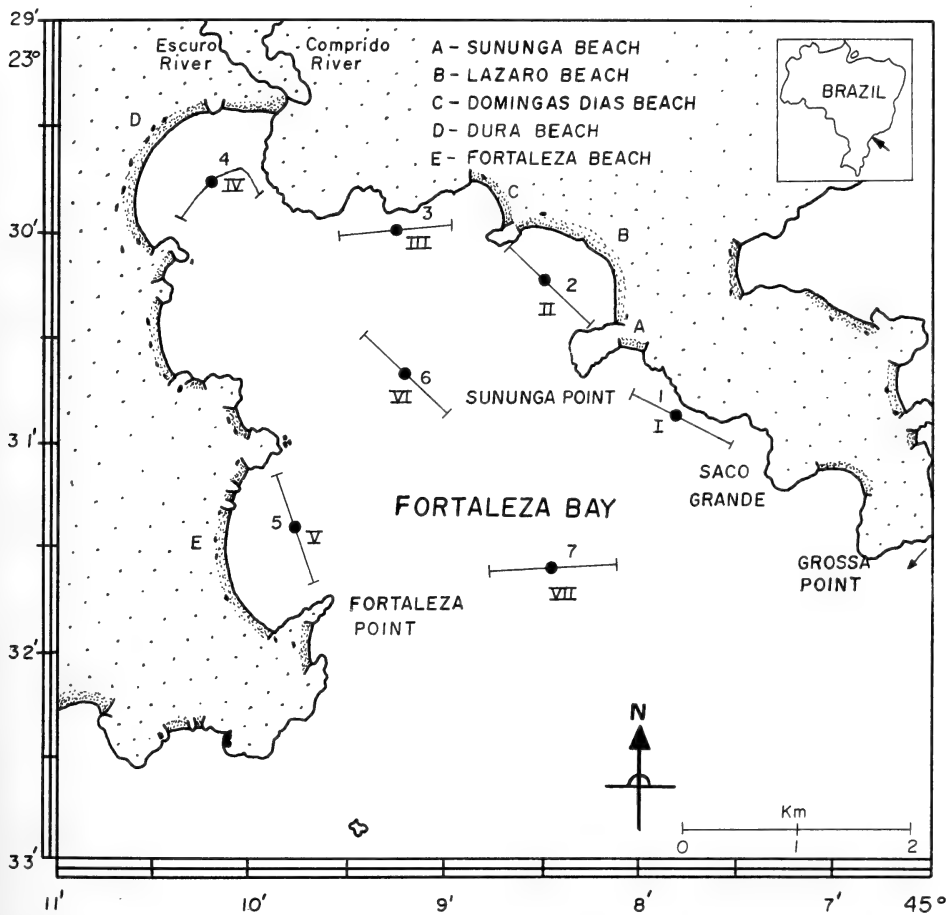 29'
23°
30'
31'
32'
33'
11'
10'
9'
8'
7'
45°
Escuro
River
Comprido
River
A – SUNUNGA BEACH
B – LAZARO BEACH
C – DOMINGAS DIAS BEACH
D – DURA BEACH
E – FORTALEZA BEACH
BRAZIL
D
4
IV
3
III
C
B
2
II
A
6
VI
SUNUNGA POINT
1
I
SACO
GRANDE
FORTALEZA BAY
E
5
V
7
VII
GROSSA
POINT
FORTALEZA
POINT
N
Km
0 1 2